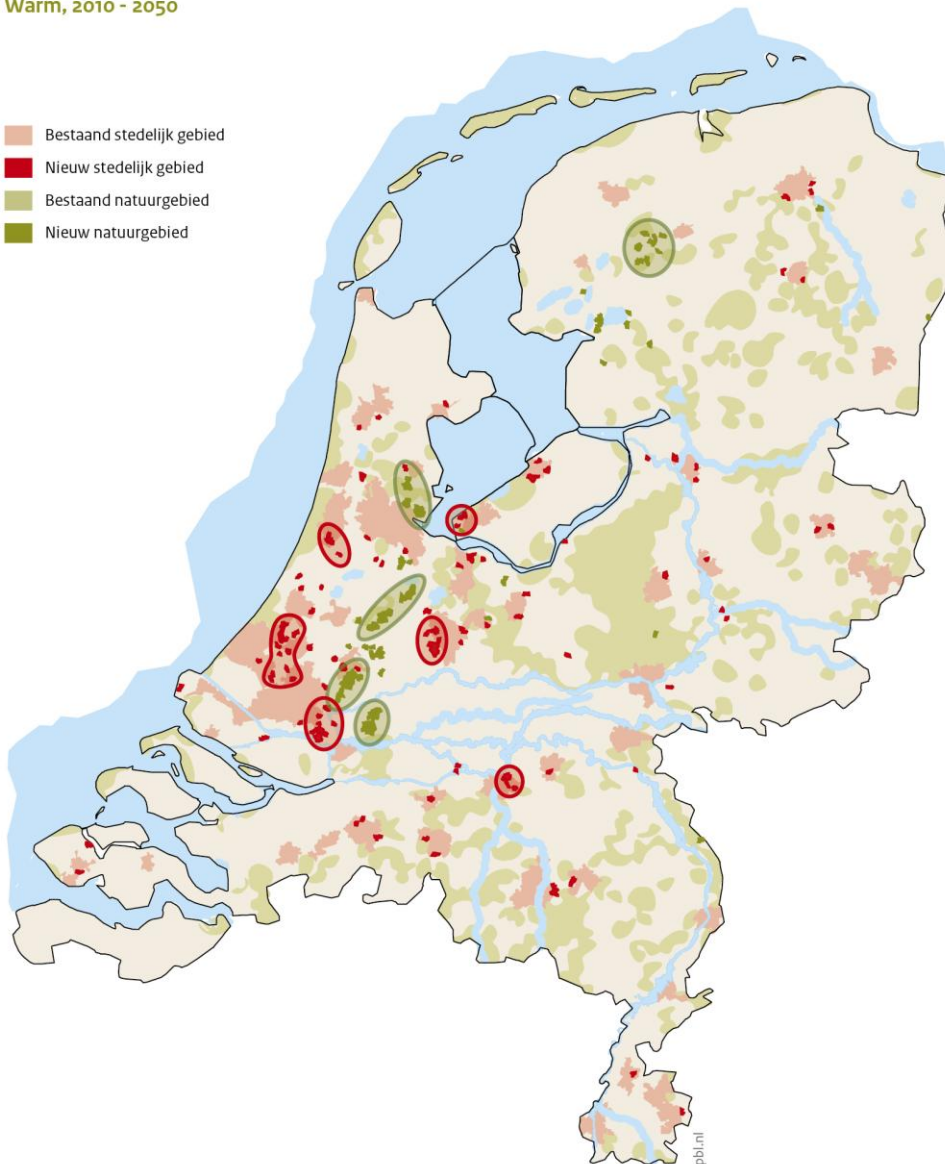 Warm, 2010 - 2050
Bestaand stedelijk gebied
Nieuw stedelijk gebied
Bestaand natuurgebied
Nieuw natuurgebied
pbl.nl